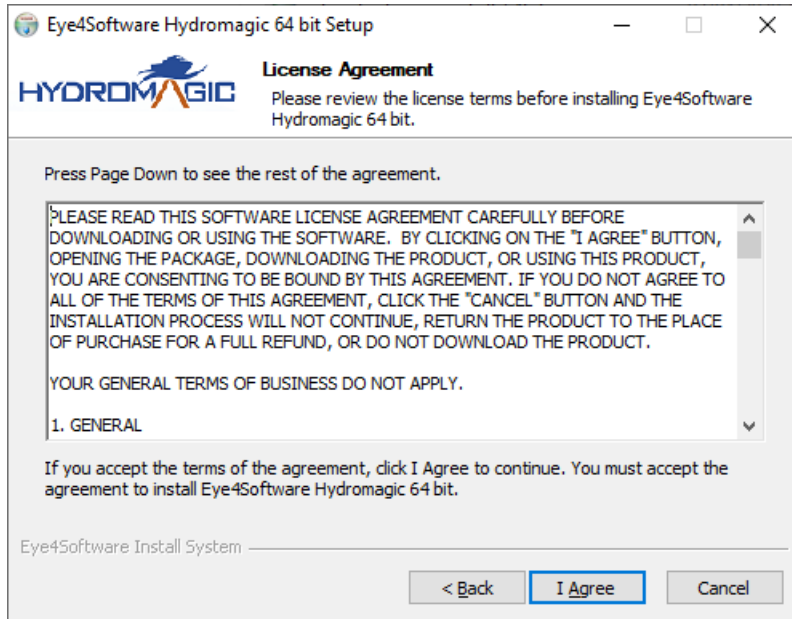 Eye4Software Hydromagic 64 bit Setup
HYDROMAGIC
License Agreement
Please review the license terms before installing Eye4Software
Hydromagic 64 bit.
Press Page Down to see the rest of the agreement.
PLEASE READ THIS SOFTWARE LICENSE AGREEMENT CAREFULLY BEFORE
DOWNLOADING OR USING THE SOFTWARE.  BY CLICKING ON THE "I AGREE" BUTTON,
OPENING THE PACKAGE, DOWNLOADING THE PRODUCT, OR USING THIS PRODUCT,
YOU ARE CONSENTING TO BE BOUND BY THIS AGREEMENT. IF YOU DO NOT AGREE TO
ALL OF THE TERMS OF THIS AGREEMENT, CLICK THE "CANCEL" BUTTON AND THE
INSTALLATION PROCESS WILL NOT CONTINUE, RETURN THE PRODUCT TO THE PLACE
OF PURCHASE FOR A FULL REFUND, OR DO NOT DOWNLOAD THE PRODUCT.
YOUR GENERAL TERMS OF BUSINESS DO NOT APPLY.
1. GENERAL
If you accept the terms of the agreement, click I Agree to continue. You must accept the
agreement to install Eye4Software Hydromagic 64 bit.
Eye4Software Install System
< Back
I Agree
Cancel